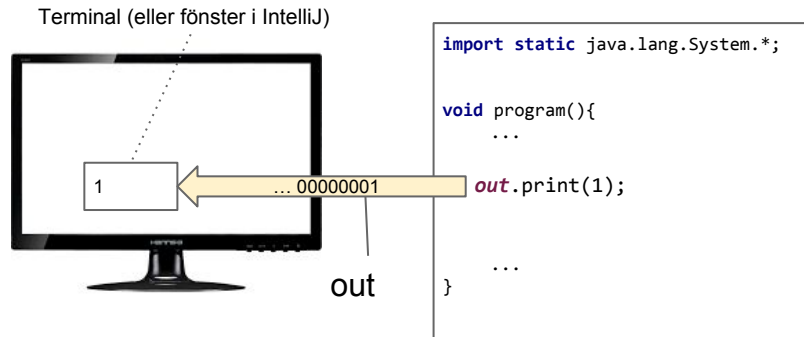 Terminal (eller fönster i IntelliJ)
1
... 00000001
out
import static java.lang.System.*;
void program(){
...
out.print(1);
...
}